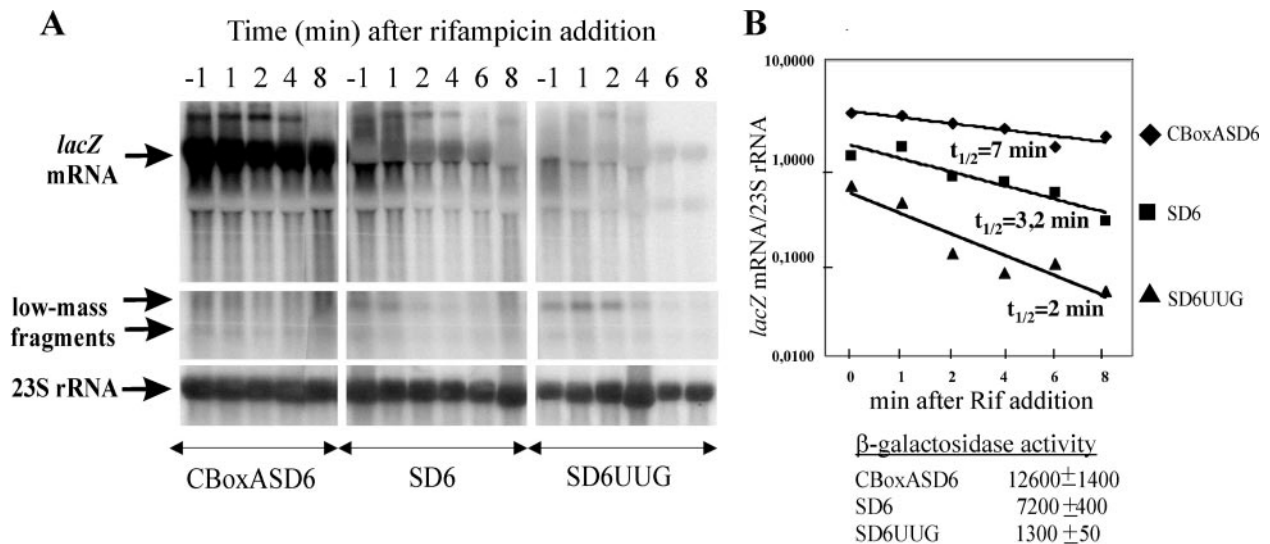 A
Time (min) after rifampicin addition
-1 1 2 4 8 -1 1 2 4 6 8 -1 1 2 4 6 8
lacZ
mRNA
low-mass
fragments
23S rRNA
CBoxASD6 SD6 SD6UUG
B
10,0000
1,0000
0,1000
0,0100
lacZ mRNA/23S rRNA
t1/2=7 min
t1/2=3,2 min
t1/2=2 min
CBoxASD6
SD6
SD6UUG
0 1 2 4 6 8
min after Rif addition
β-galactosidase activity
CBoxASD6 12600±1400
SD6 7200±400
SD6UUG 1300 ±50